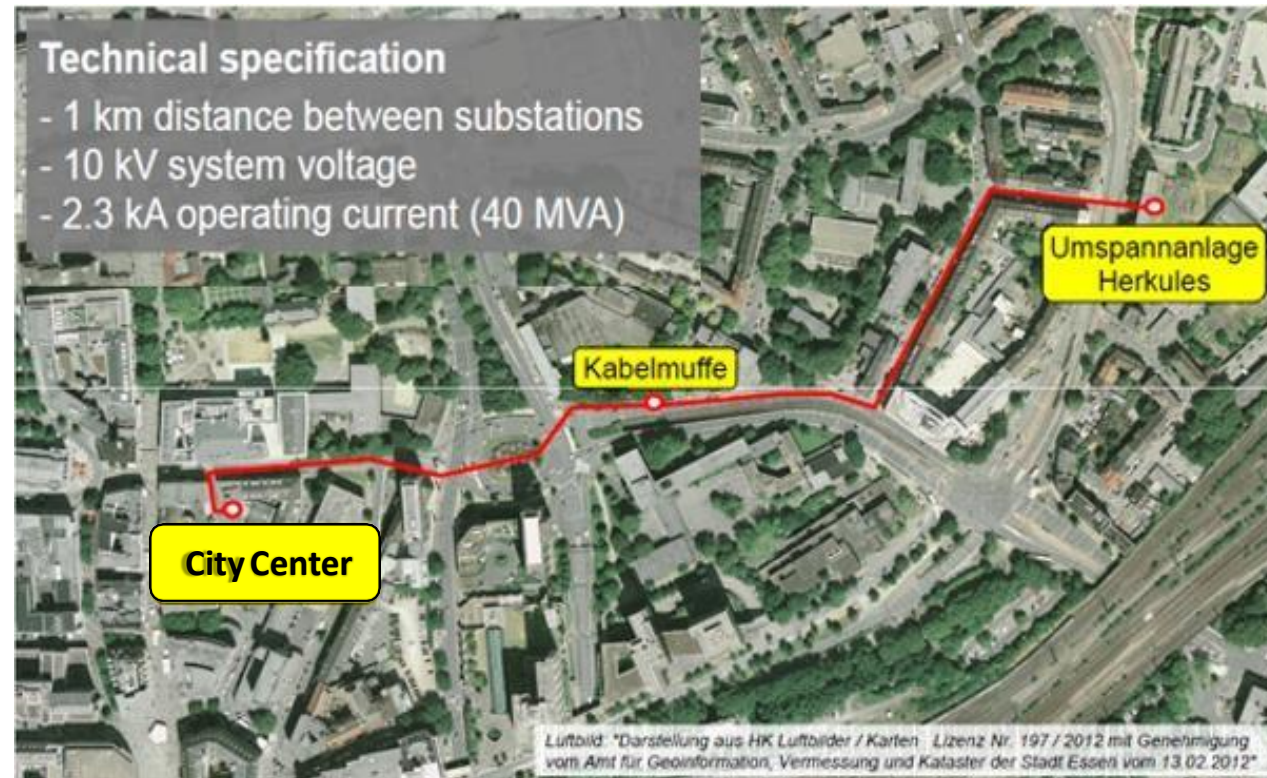 Technical specification
- 1 km distance between substations
- 10 kV system voltage
- 2.3 kA operating current (40 MVA)
Umspannanlage
Herkules
Kabelmuffe
City Center
Luftbild: "Darstellung aus HK Luftbilder / Karten Lizenz Nr. 197 / 2012 mit Genehmigung
vom Amt für Geoinformation, Vermessung und Kataster der Stadt Essen vom 13.02.2012"